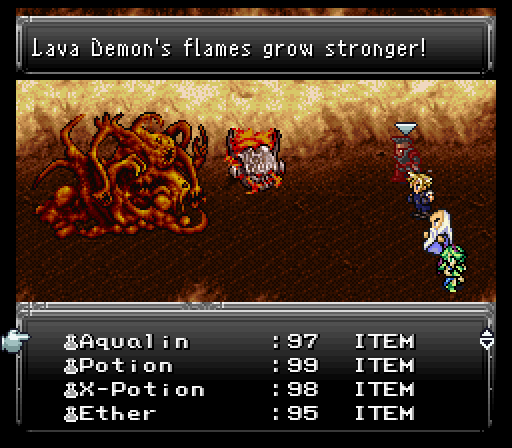 Lava Demon's flames grow stronger!
Aqualin :97 ITEM
Potion :99 ITEM
X-Potion :98 ITEM
Ether :95 ITEM